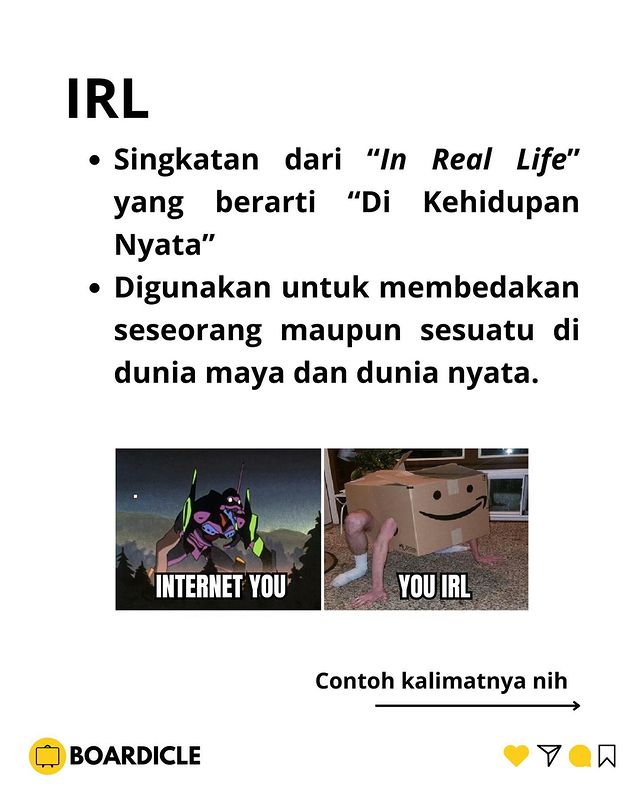 IRL
• Singkatan dari “In Real Life”
yang berarti “Di Kehidupan
Nyata”
• Digunakan untuk membedakan
seseorang maupun sesuatu di
dunia maya dan dunia nyata.
INTERNET YOU
YOU IRL
Contoh kalimatnya nih
BOARDICLE